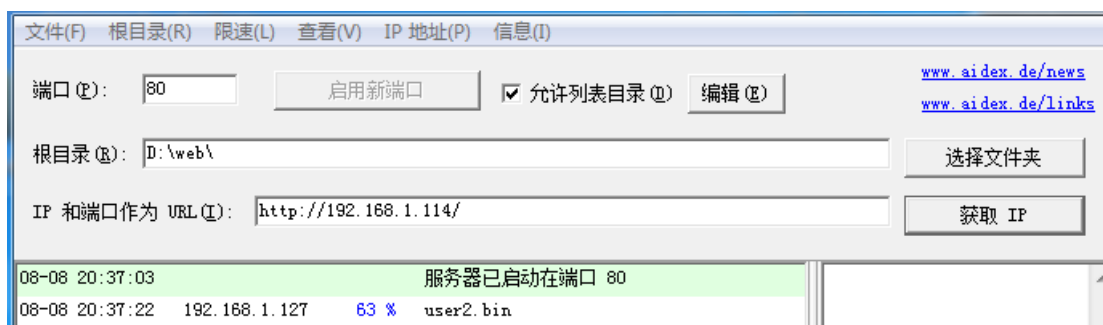 文件(F) 根目录(R) 限速(L) 查看(V) IP 地址(P) 信息(I)
端口(P): 80 启用新端口 允许列表目录(D) 编辑(E) www.aidex.de/news
www.aidex.de/links
根目录(R): D:\web\ 选择文件夹
IP 和端口作为 URL(I): http://192.168.1.114/ 获取 IP
08-08 20:37:03 服务器已启动在端口 80
08-08 20:37:22 192.168.1.127 63 % user2.bin